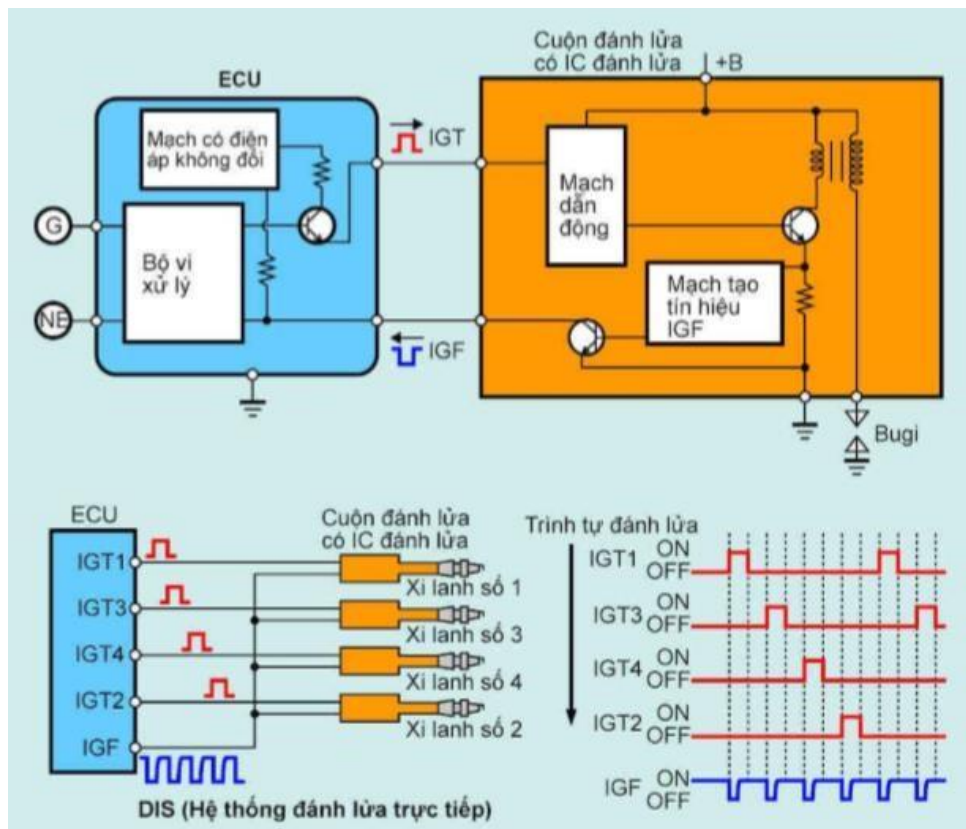 Cuộn đánh lửa
có IC đánh lửa
+B
ECU
Mạch có điện
áp không đổi
IGT
Mạch
dẫn
động
G
Bộ vi
xử lý
Mạch tạo
tín hiệu
IGF
NE
IGF
Bugi
ECU
Cuộn đánh lửa
có IC đánh lửa
IGT1
Xi lanh số 1
IGT3
Xi lanh số 3
IGT4
Xi lanh số 4
IGT2
Xi lanh số 2
IGF
DIS (Hệ thống đánh lửa trực tiếp)
Trình tự đánh lửa
IGT1 ON
OFF
IGT3 ON
OFF
IGT4 ON
OFF
IGT2 ON
OFF
IGF ON
OFF